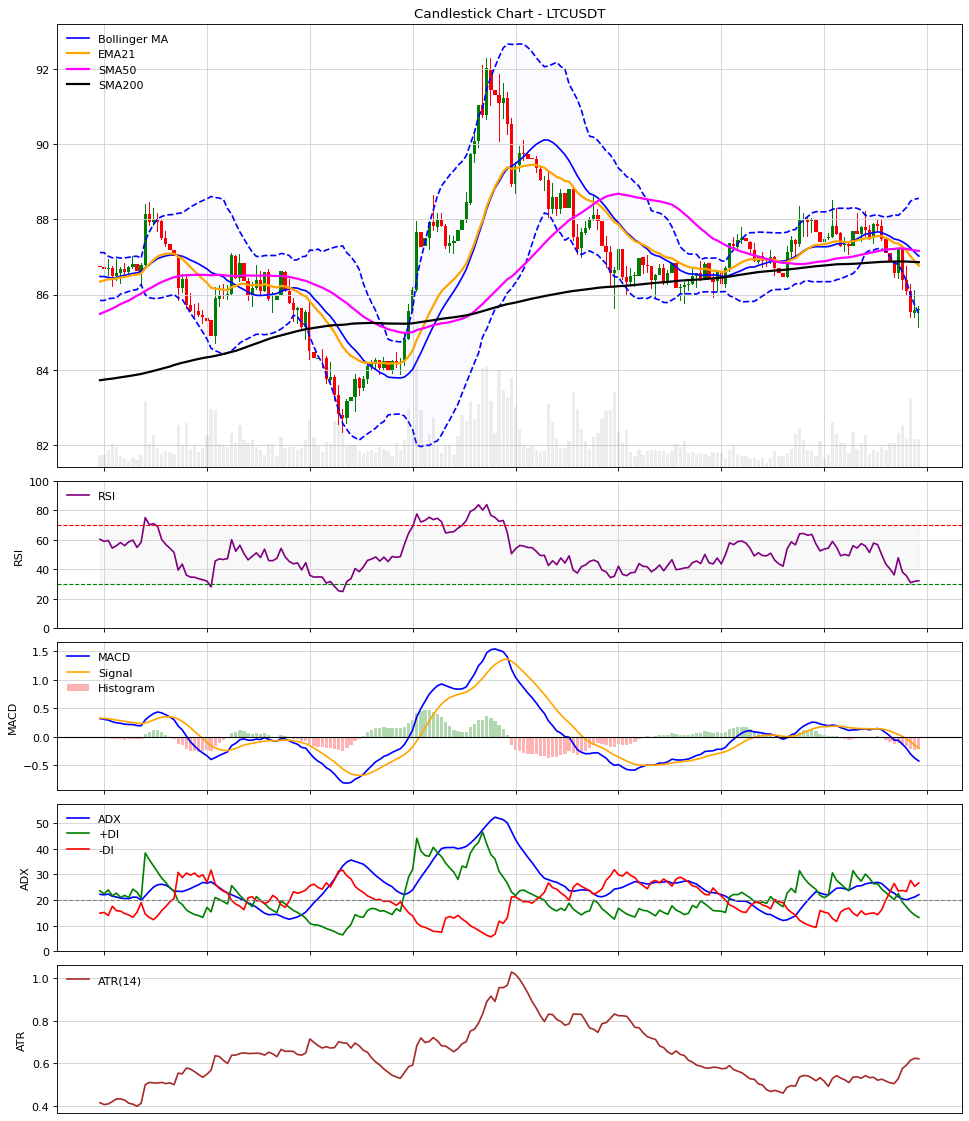 Candlestick Chart - LTCUSDT
Bollinger MA
EMA21
SMA50
SMA200
92
90
88
86
84
82
RSI
100
80
60
40
20
0
RSI
MACD
Signal
Histogram
1.5
1.0
0.5
0.0
−0.5
MACD
ADX
+DI
-DI
50
40
30
20
10
0
ADX
ATR(14)
1.0
0.8
0.6
0.4
ATR